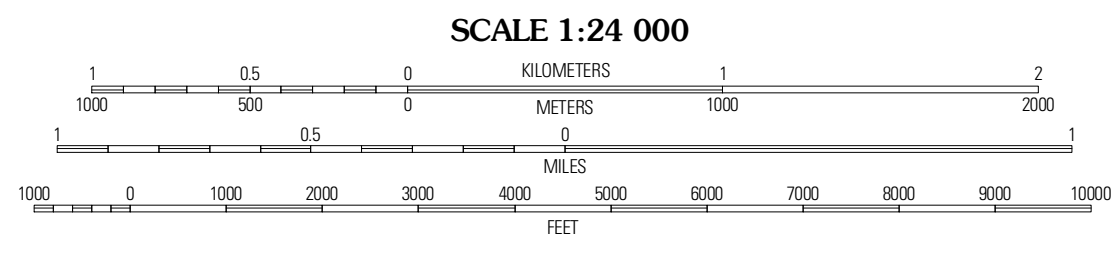 SCALE 1:24 000
1 0.5 0 KILOMETERS 1 2
1000 500 0 METERS 1000 2000
1 0.5 0 1
MILES
1000 0 1000 2000 3000 4000 5000 6000 7000 8000 9000 10000
FEET